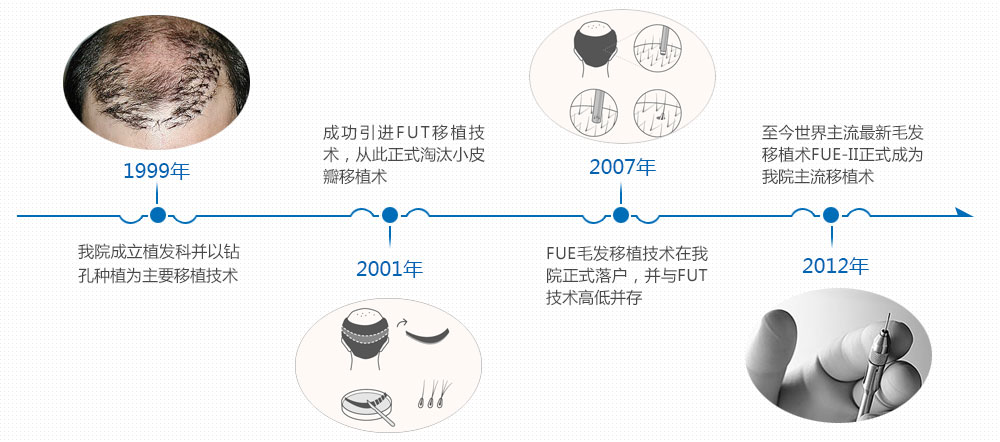 1999年
我院成立植发科并以钻
孔种植为主要移植技术
成功引进FUT移植技
术，从此正式淘汰小皮
瓣移植术
2001年
2007年
FUE毛发移植技术在我
院正式落户，并与FUT
技术高低并存
至今世界主流最新毛发
移植术FUE-II正式成为
我院主流移植术
2012年